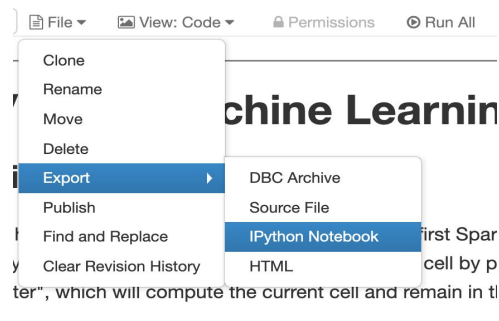 File View: Code Permissions Run All
Clone
Rename
Move
Delete
Export
Publish
Find and Replace
Clear Revision History
DBC Archive
Source File
IPython Notebook
HTML
chine Learnin
first Spar
cell by p
ter", which will compute the current cell and remain in th